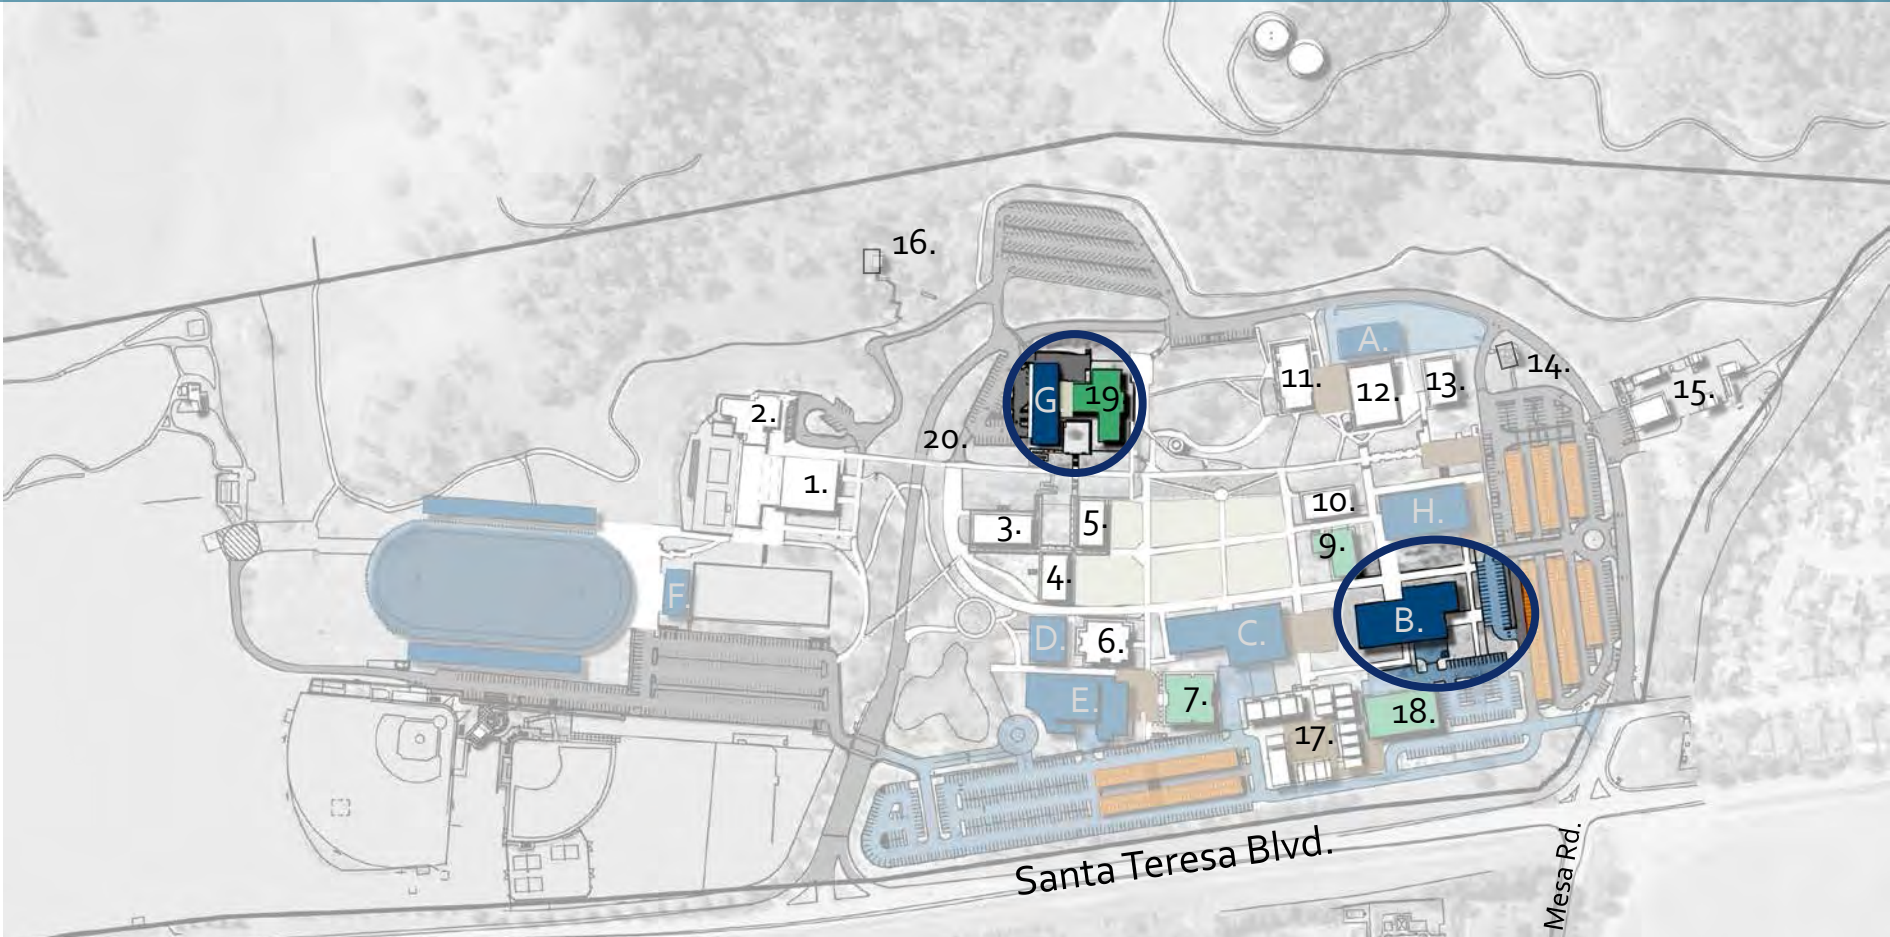 16.
A.
11.
12.
13.
14.
15.
G
19
2.
20.
1.
3.
5.
10.
H.
9.
4.
F.
D.
6.
C.
B.
E.
7.
17.
18.
Santa Teresa Blvd.
Mesa Rd.